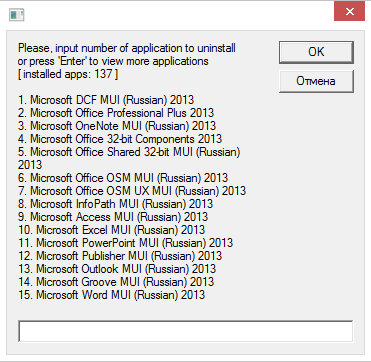 Please, input number of application to uninstall
or press 'Enter' to view more applications
[ installed apps: 137 ]
OK
Отмена
1. Microsoft DCF MUI (Russian) 2013
2. Microsoft Office Professional Plus 2013
3. Microsoft OneNote MUI (Russian) 2013
4. Microsoft Office 32-bit Components 2013
5. Microsoft Office Shared 32-bit MUI (Russian)
2013
6. Microsoft Office OSM MUI (Russian) 2013
7. Microsoft Office OSM UX MUI (Russian) 2013
8. Microsoft InfoPath MUI (Russian) 2013
9. Microsoft Access MUI (Russian) 2013
10. Microsoft Excel MUI (Russian) 2013
11. Microsoft PowerPoint MUI (Russian) 2013
12. Microsoft Publisher MUI (Russian) 2013
13. Microsoft Outlook MUI (Russian) 2013
14. Microsoft Groove MUI (Russian) 2013
15. Microsoft Word MUI (Russian) 2013